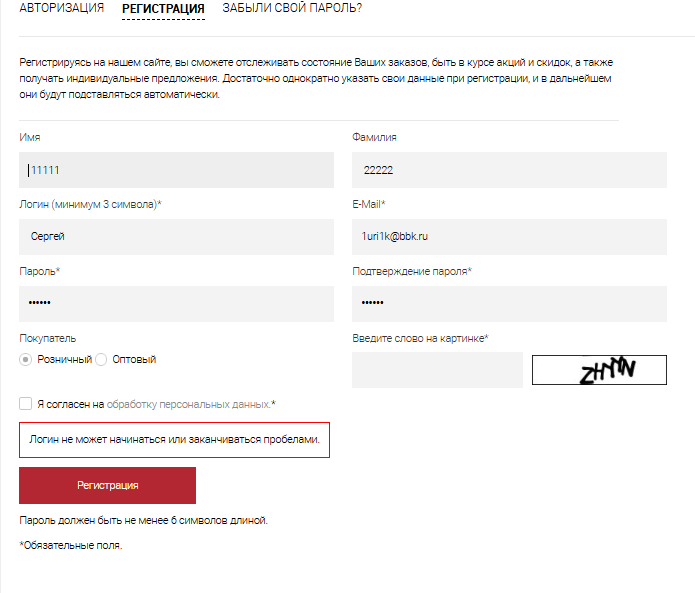 АВТОРИЗАЦИЯ РЕГИСТРАЦИЯ ЗАБЫЛИ СВОЙ ПАРОЛЬ?
Регистрируясь на нашем сайте, вы сможете отслеживать состояние Ваших заказов, быть в курсе акций и скидок, а также
получать индивидуальные предложения. Достаточно однократно указать свои данные при регистрации, и в дальнейшем
они будут подставляться автоматически.
Имя Фамилия
11111 22222
Логин (минимум 3 символа)* E-Mail*
Сергей 1uri1k@bbk.ru
Пароль* Подтверждение пароля*
•••••• ••••••
Покупатель Введите слово на картинке*
Розничный Оптовый
Я согласен на обработку персональных данных.*
Логин не может начинаться или заканчиваться пробелами.
Регистрация
Пароль должен быть не менее 6 символов длиной.
*Обязательные поля.